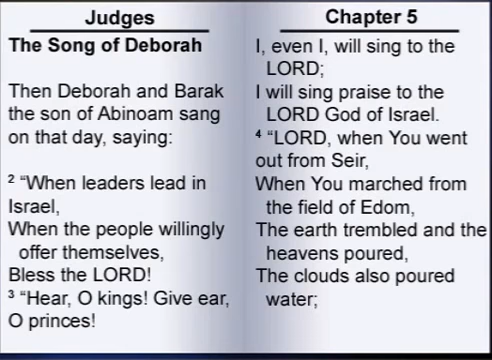 Judges
The Song of Deborah
Then Deborah and Barak
the son of Abinoam sang
on that day, saying:
2 “When leaders lead in
Israel,
When the people willingly
offer themselves,
Bless the LORD!
3 “Hear, O kings! Give ear,
O princes!
Chapter 5
I, even I, will sing to the
LORD;
I will sing praise to the
LORD God of Israel.
4 “LORD, when You went
out from Seir,
When You marched from
the field of Edom,
The earth trembled and the
heavens poured,
The clouds also poured
water;